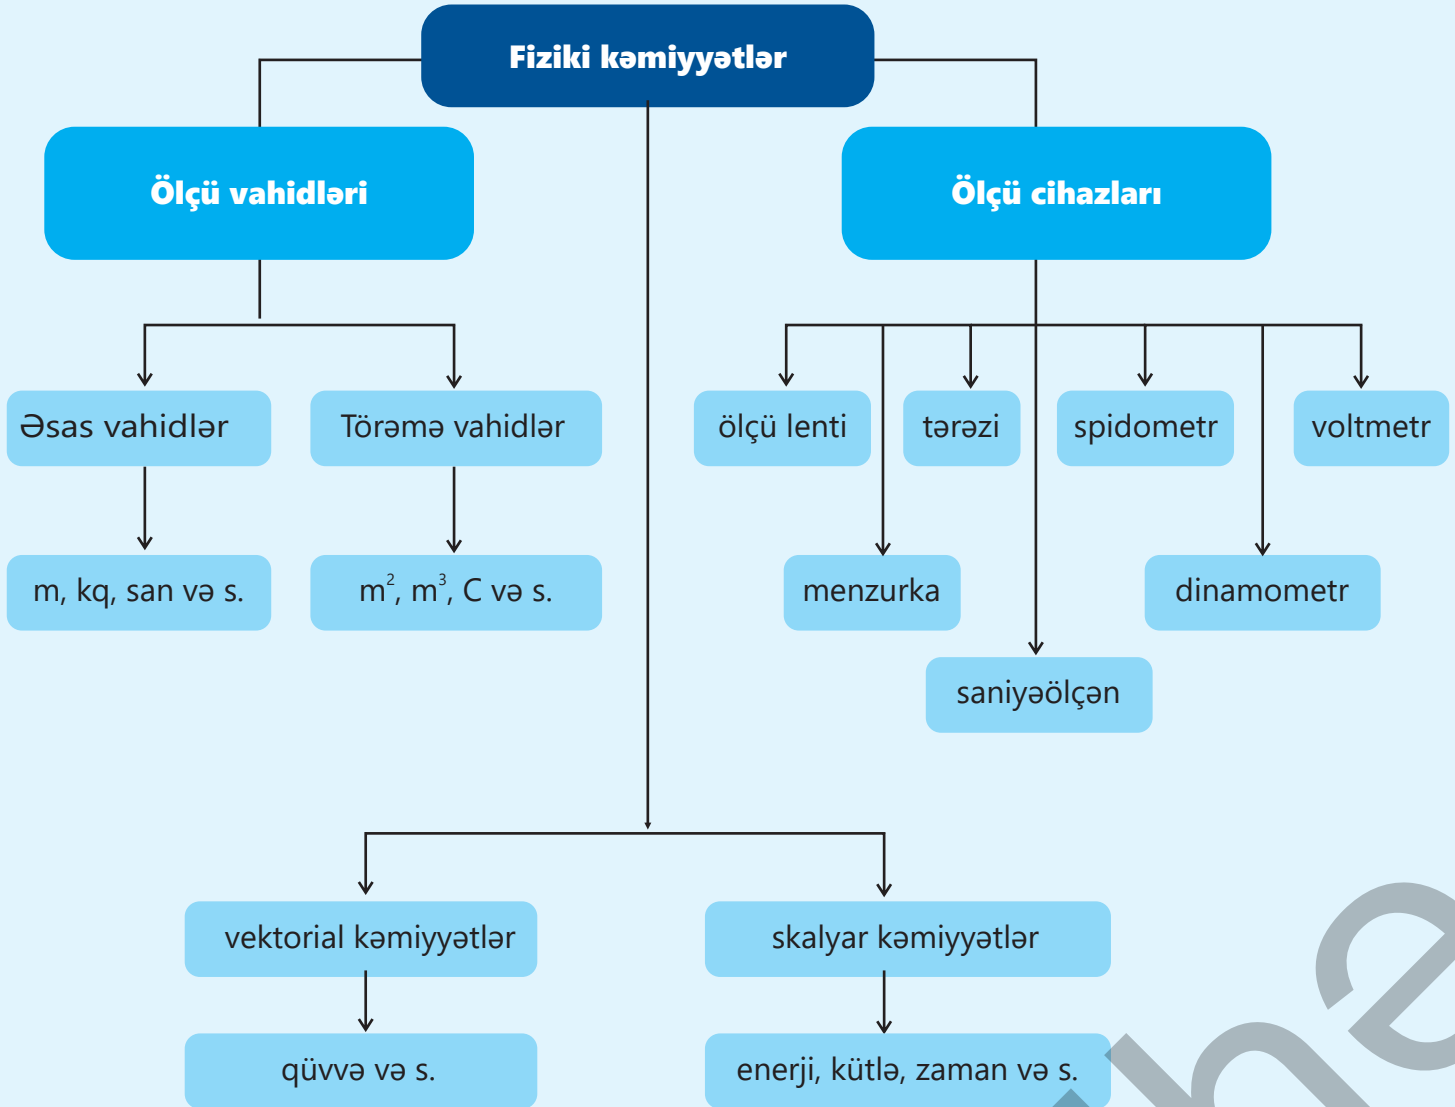 Fiziki kəmiyyətlər
Ölçü vahidləri
Ölçü cihazları
Əsas vahidlər
Törəmə vahidlər
ölçü lenti
tərəzi
spidometr
voltmetr
m, kq, san və s.
m², m³, C və s.
menzurka
dinamometr
saniyəölçən
vektorial kəmiyyətlər
skalyar kəmiyyətlər
qüvvə və s.
enerji, kütlə, zaman və s.